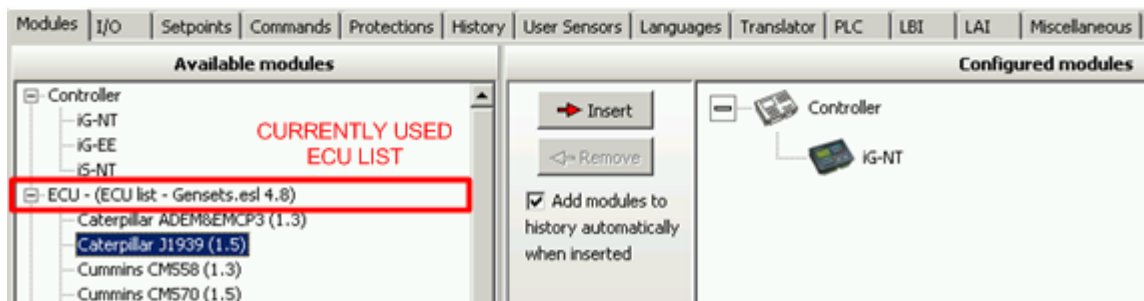 Modules I/O Setpoints Commands Protections History User Sensors Languages Translator PLC LBI LAI Miscellaneous
Available modules
Configured modules
Controller
iG-NT
iG-EE
iS-NT
CURRENTLY USED
ECU LIST
ECU - (ECU list - Gensets.esl 4.8)
Caterpillar ADEM&EMCP3 (1.3)
Caterpillar J1939 (1.5)
Cummins CM558 (1.3)
Cummins CM570 (1.5)
Insert
Remove
Add modules to
history automatically
when inserted
Controller
iG-NT